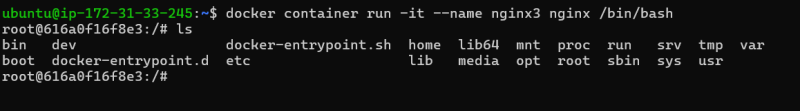 ubuntu@ip-172-31-33-245:~$ docker container run -it --name nginx3 nginx /bin/bash
root@616a0f16f8e3:/# ls
bin   dev                  docker-entrypoint.sh  home  lib64  mnt  proc  run   srv  tmp  var
boot  docker-entrypoint.d  etc                   lib   media  opt  root  sbin  sys  usr
root@616a0f16f8e3:/#